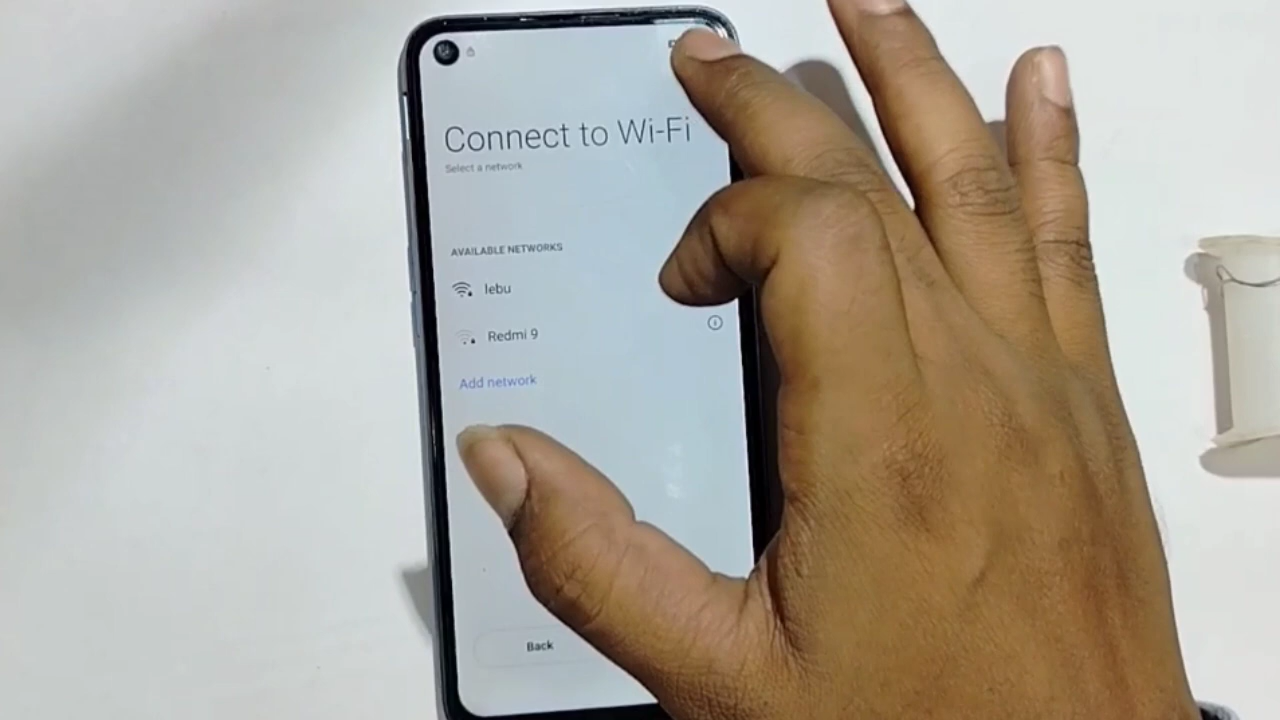 Connect to Wi-Fi
Select a network
AVAILABLE NETWORKS
lebu
Redmi 9
Add network
Back